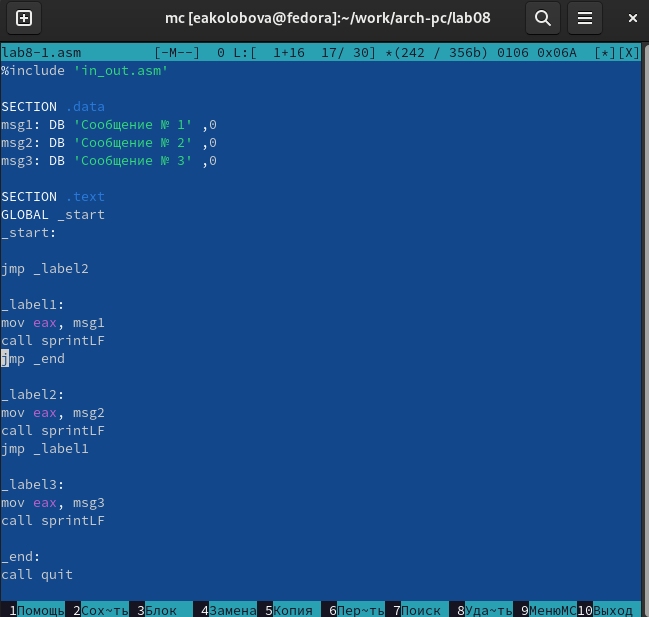 mc [eakolobova@fedora]:~/work/arch-pc/lab08
lab8-1.asm [-M--] 0 L:[ 1+16 17/ 30] *(242 / 356b) 0106 0x06A [*][X]
%include 'in_out.asm'
SECTION .data
msg1: DB 'Сообщение № 1' ,0
msg2: DB 'Сообщение № 2' ,0
msg3: DB 'Сообщение № 3' ,0
SECTION .text
GLOBAL _start
_start:
jmp _label2
_label1:
mov eax, msg1
call sprintLF
jmp _end
_label2:
mov eax, msg2
call sprintLF
jmp _label1
_label3:
mov eax, msg3
call sprintLF
_end:
call quit
1Помощь 2Сох~ть 3Блок 4Замена 5Копия 6Пер~ть 7Поиск 8Уда~ть 9МенюMC 10Выход